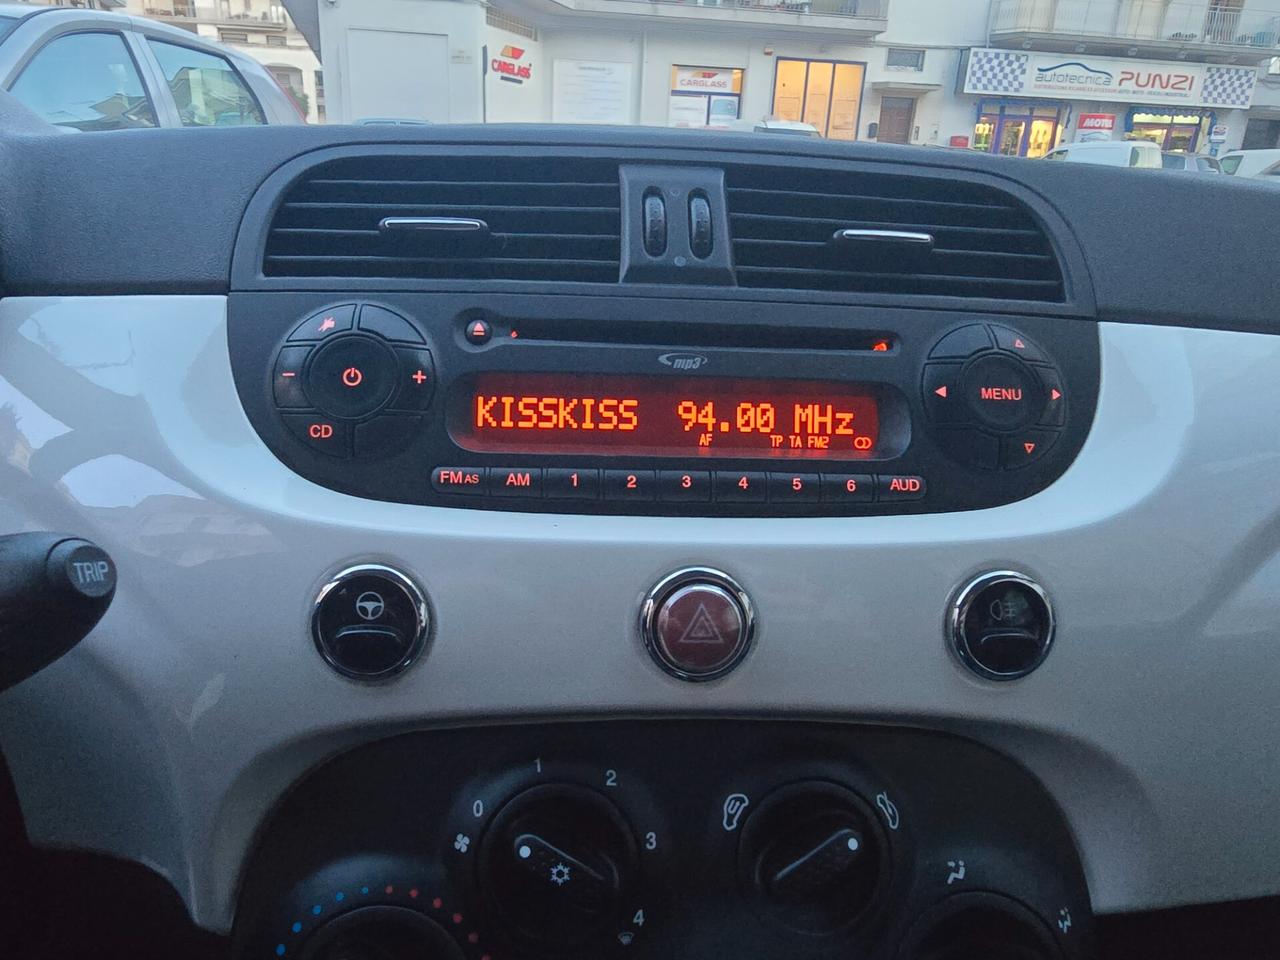 CARGLASS
CARGLASS
autotecnica PUNZI
MOTUL
mp3
CD
MENU
KISSKISS 94.00 MHz
AF TP TA FM2
FM AS AM 1 2 3 4 5 6 AUD
TRIP
0 1 2 3 4